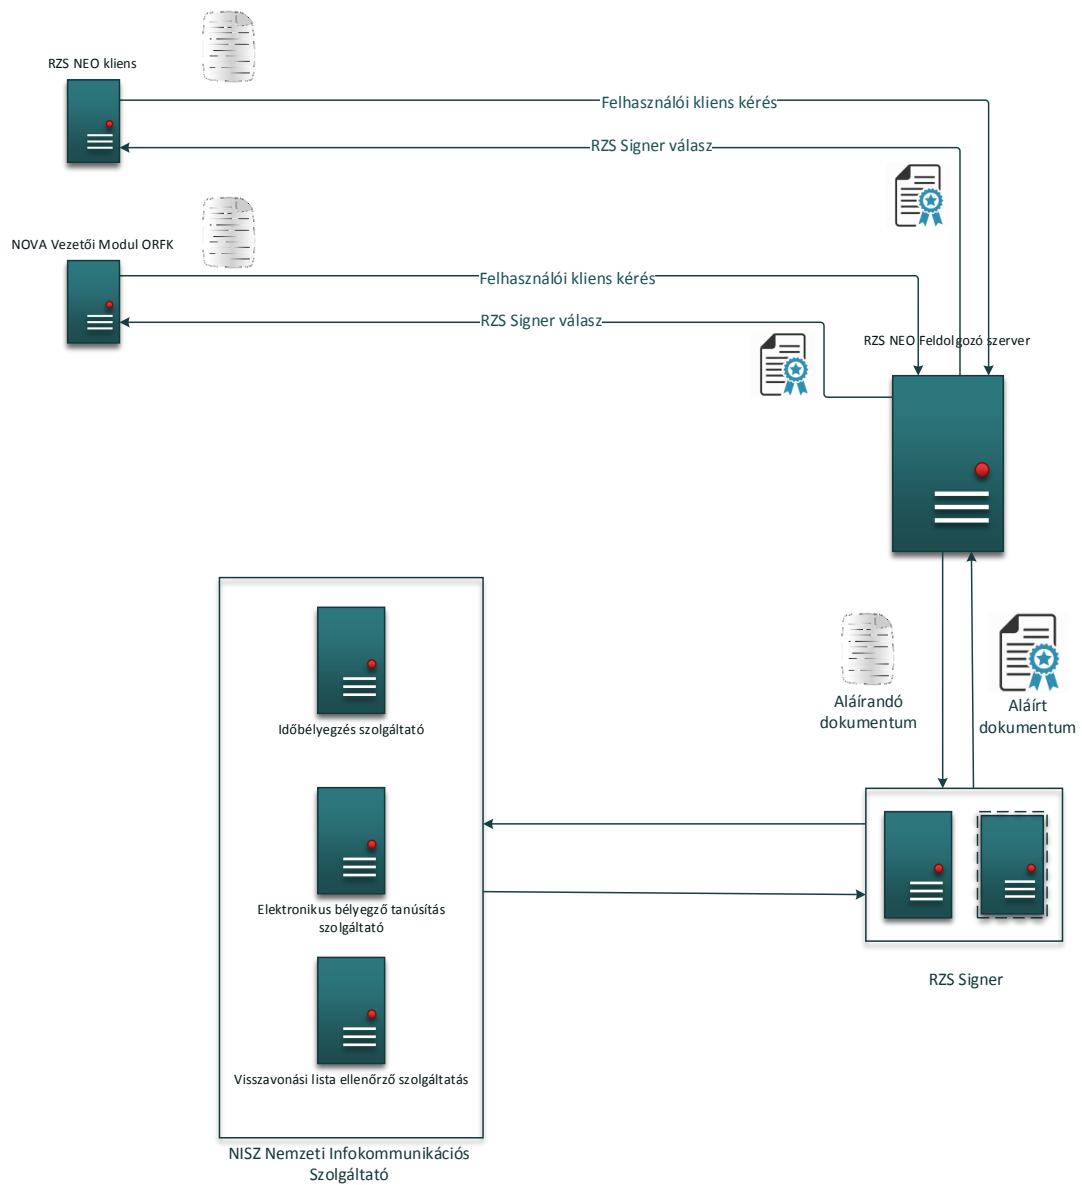 RZS NEO kliens
Felhasználói kliens kérés
RZS Signer válasz
NOVA Vezetői Modul ORFK
Felhasználói kliens kérés
RZS Signer válasz
RZS NEO Feldolgozó szerver
Aláírandó
dokumentum
Aláírt
dokumentum
Időbélyegzés szolgáltató
Elektronikus bélyegző tanúsítás
szolgáltató
Visszavonási lista ellenőrző szolgáltatás
RZS Signer
NISZ Nemzeti Infokommunikációs
Szolgáltató